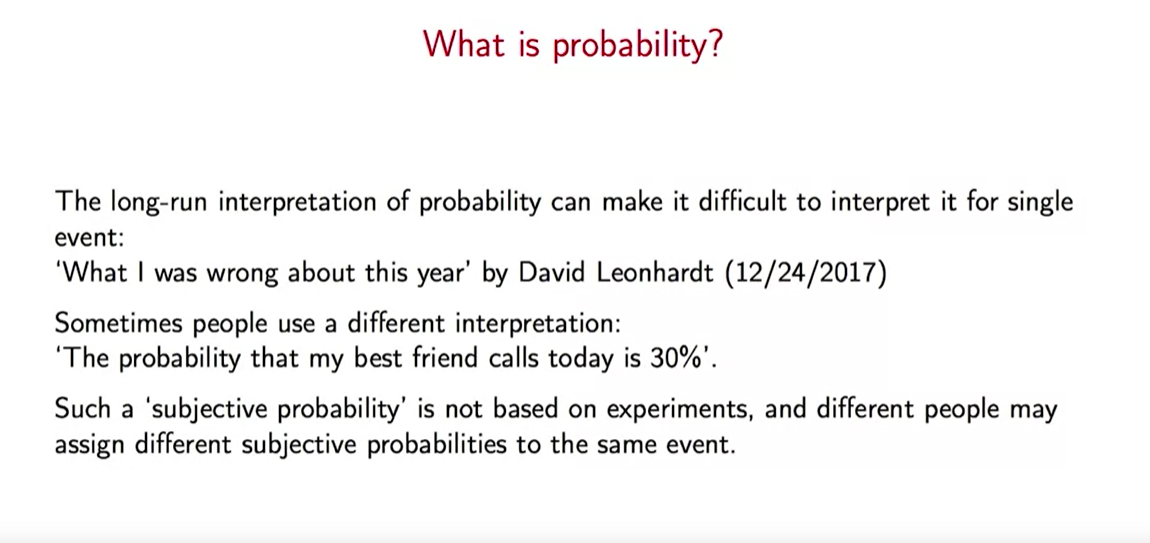 What is probability?
The long-run interpretation of probability can make it difficult to interpret it for single
event:
‘What I was wrong about this year’ by David Leonhardt (12/24/2017)
Sometimes people use a different interpretation:
‘The probability that my best friend calls today is 30%’.
Such a ‘subjective probability’ is not based on experiments, and different people may
assign different subjective probabilities to the same event.